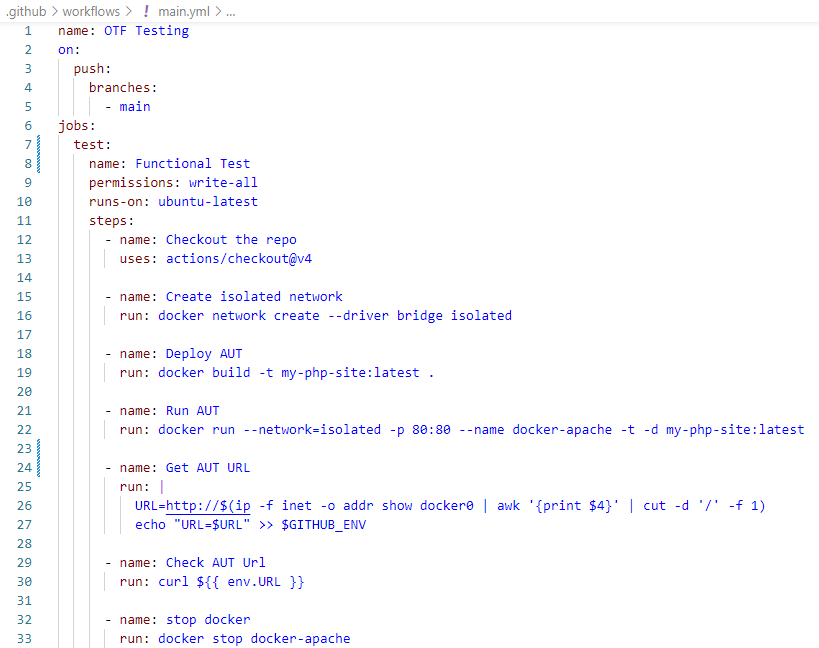 .github > workflows > ! main.yml > ...
1 name: OTF Testing
2 on:
3   push:
4     branches:
5       - main
6 jobs:
7   test:
8     name: Functional Test
9     permissions: write-all
10     runs-on: ubuntu-latest
11     steps:
12       - name: Checkout the repo
13         uses: actions/checkout@v4
14
15       - name: Create isolated network
16         run: docker network create --driver bridge isolated
17
18       - name: Deploy AUT
19         run: docker build -t my-php-site:latest .
20
21       - name: Run AUT
22         run: docker run --network=isolated -p 80:80 --name docker-apache -t -d my-php-site:latest
23
24       - name: Get AUT URL
25         run: |
26           URL=http://$(ip -f inet -o addr show docker0 | awk '{print $4}' | cut -d '/' -f 1)
27           echo "URL=$URL" >> $GITHUB_ENV
28
29       - name: Check AUT Url
30         run: curl ${{ env.URL }}
31
32       - name: stop docker
33         run: docker stop docker-apache